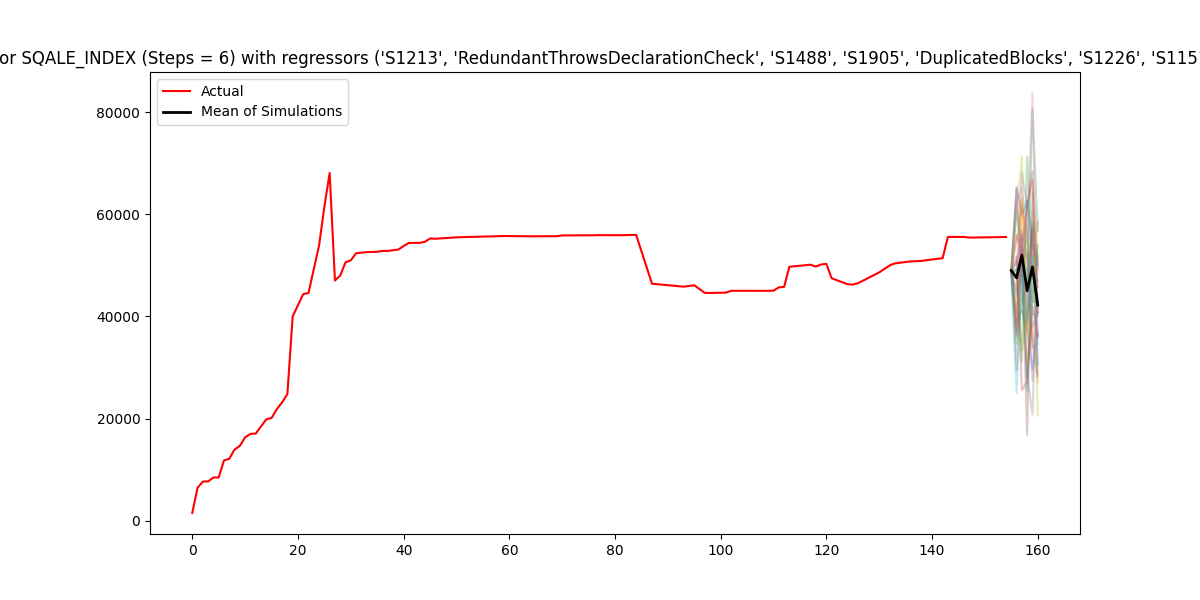 or SQALE_INDEX (Steps = 6) with regressors ('S1213', 'RedundantThrowsDeclarationCheck', 'S1488', 'S1905', 'DuplicatedBlocks', 'S1226', 'S115
Actual
Mean of Simulations
80000
60000
40000
20000
0
0 20 40 60 80 100 120 140 160